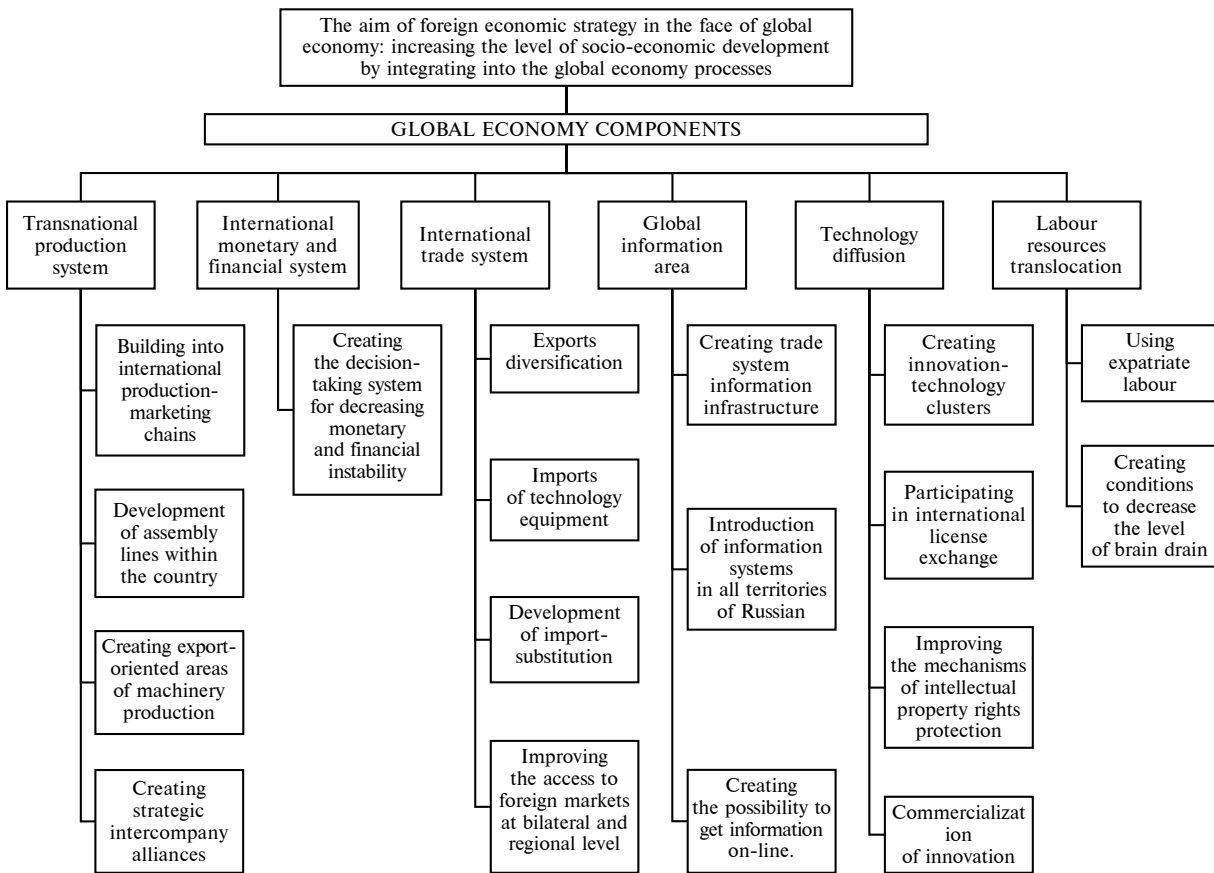 The aim of foreign economic strategy in the face of global
economy: increasing the level of socio-economic development
by integrating into the global economy processes
GLOBAL ECONOMY COMPONENTS
Transnational
production
system
International
monetary and
financial system
International
trade system
Global
information
area
Technology
diffusion
Labour
resources
translocation
Building into
international
production-
marketing
chains
Development
of assembly
lines within
the country
Creating export-
oriented areas
of machinery
production
Creating
strategic
intercompany
alliances
Creating
the decision-
taking system
for decreasing
monetary
and financial
instability
Exports
diversification
Imports
of technology
equipment
Development
of import-
substitution
Improving
the access to
foreign markets
at bilateral and
regional level
Creating trade
system
information
infrastructure
Introduction
of information
systems
in all territories
of Russian
Creating
the possibility to
get information
on-line.
Creating
innovation-
technology
clusters
Participating
in international
license
exchange
Improving
the mechanisms
of intellectual
property rights
protection
Commercializat
ion
of innovation
Using
expatriate
labour
Creating
conditions
to decrease
the level
of brain drain